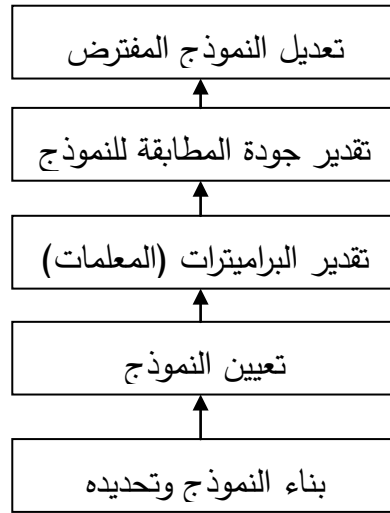 تعديل النموذج المفترض
تقدير جودة المطابقة للنموذج
تقدير البراميترات (المعلمات)
تعيين النموذج
بناء النموذج وتحديده